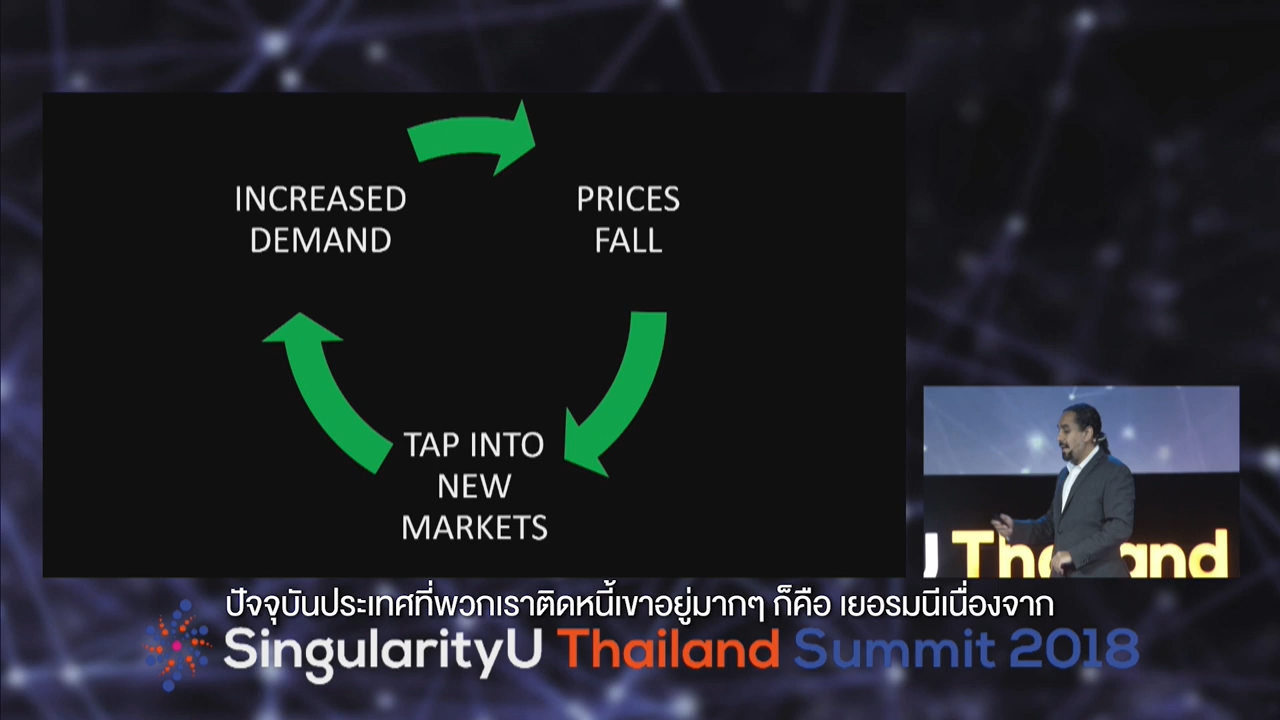 INCREASED
DEMAND
PRICES
FALL
TAP INTO
NEW
MARKETS
U Thailand
ปัจจุบันประเทศที่พวกเราติดหนี้เขาอยู่มากๆ ก็คือ เยอรมนีเนื่องจาก
SingularityU Thailand Summit 2018